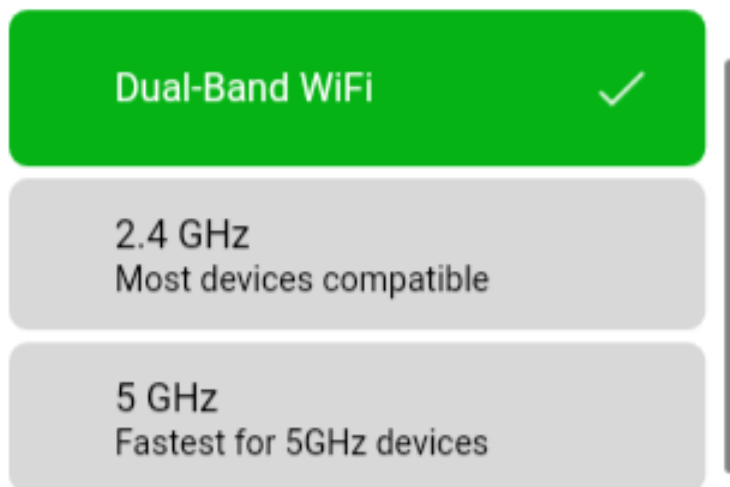 Dual-Band WiFi
2.4 GHz
Most devices compatible
5 GHz
Fastest for 5GHz devices